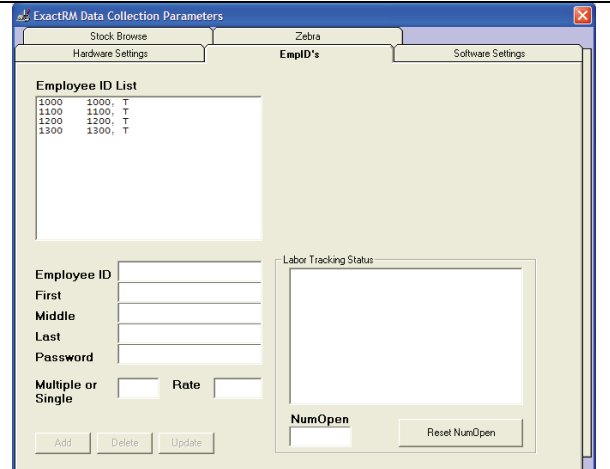 ExactRM Data Collection Parameters
Stock Browse Zebra
Hardware Settings EmpID's Software Settings
Employee ID List
1000 1000, T
1100 1100, T
1200 1200, T
1300 1300, T
Labor Tracking Status
Employee ID
First
Middle
Last
Password
Multiple or Single Rate
NumOpen
Add Delete Update Reset NumOpen